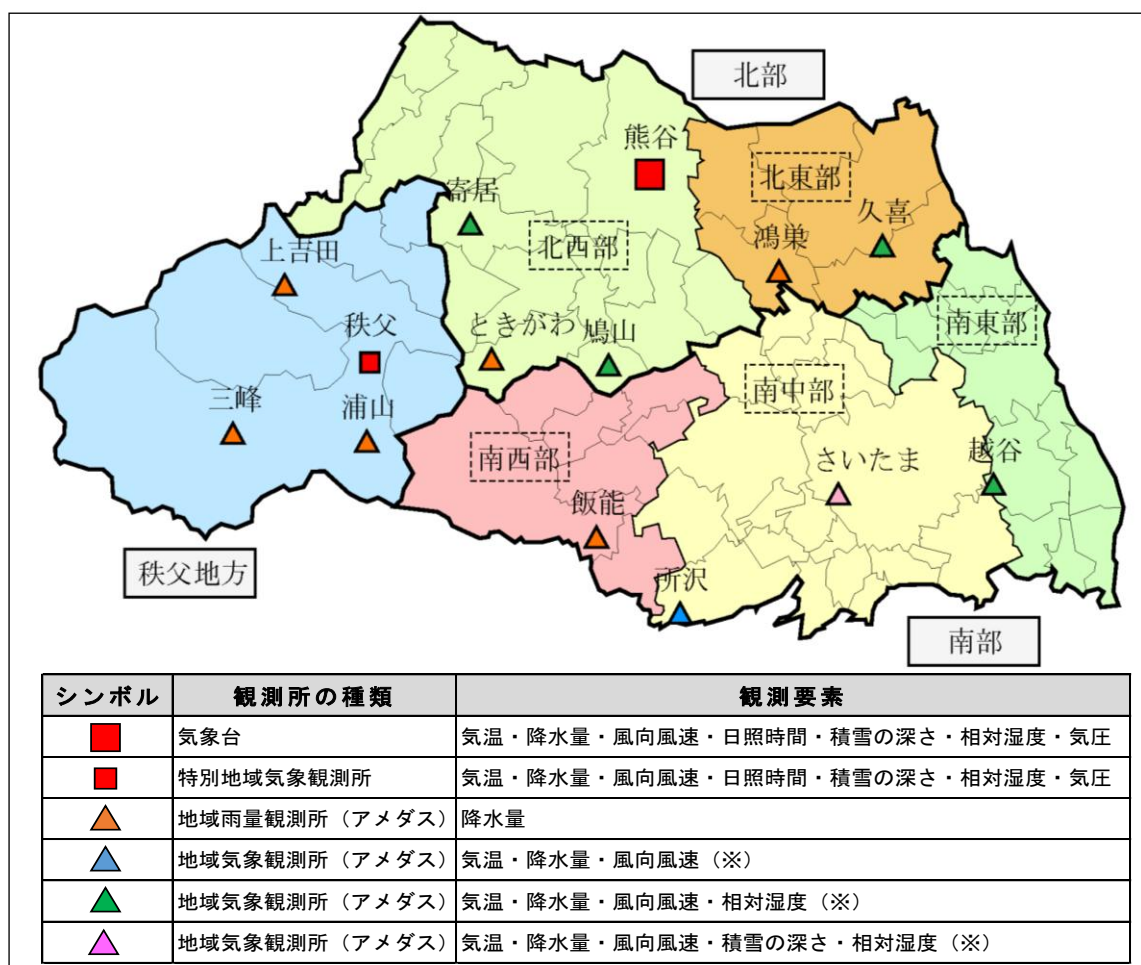 北部
熊谷
北東部
寄居
久喜
鴻巣
北西部
上吉田
南東部
秩父
ときがわ
鳩山
南中部
三峰
浦山
南西部
さいたま
越谷
飯能
秩父地方
所沢
南部
シンボル 観測所の種類 観測要素
気象台 気温・降水量・風向風速・日照時間・積雪の深さ・相対湿度・気圧
特別地域気象観測所 気温・降水量・風向風速・日照時間・積雪の深さ・相対湿度・気圧
地域雨量観測所（アメダス） 降水量
地域気象観測所（アメダス） 気温・降水量・風向風速（※）
地域気象観測所（アメダス） 気温・降水量・風向風速・相対湿度（※）
地域気象観測所（アメダス） 気温・降水量・風向風速・積雪の深さ・相対湿度（※）